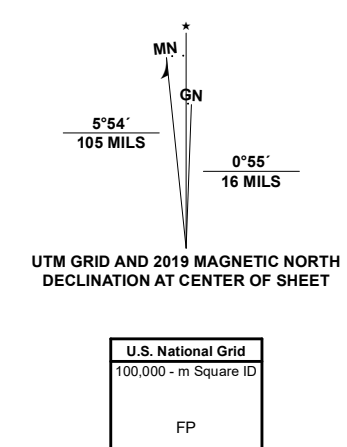 MN
GN
5°54´
105 MILS
0°55´
16 MILS
UTM GRID AND 2019 MAGNETIC NORTH
DECLINATION AT CENTER OF SHEET
U.S. National Grid
100,000 - m Square ID
FP